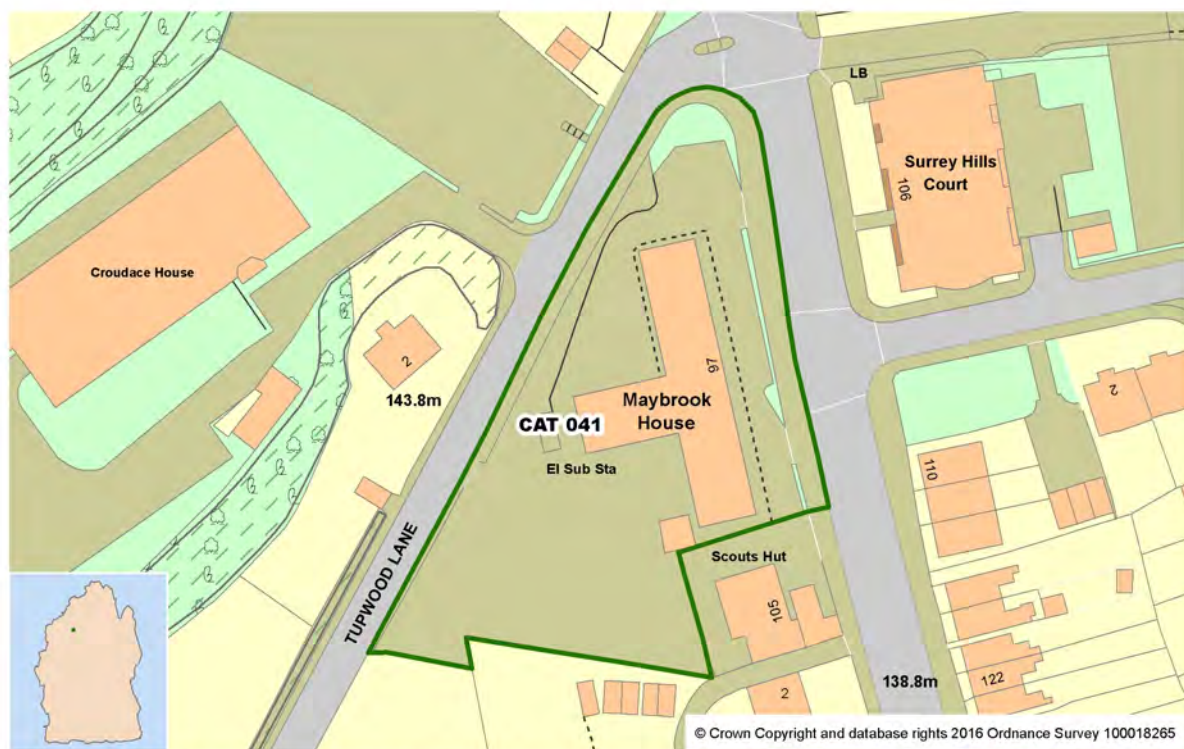 LB
Surrey Hills
Court
106
Croudace House
2
143.8m
97
Maybrook
House
CAT 041
El Sub Sta
2
110
TUPWOOD LANE
Scouts Hut
105
138.8m
122
2
© Crown Copyright and database rights 2016 Ordnance Survey 100018265